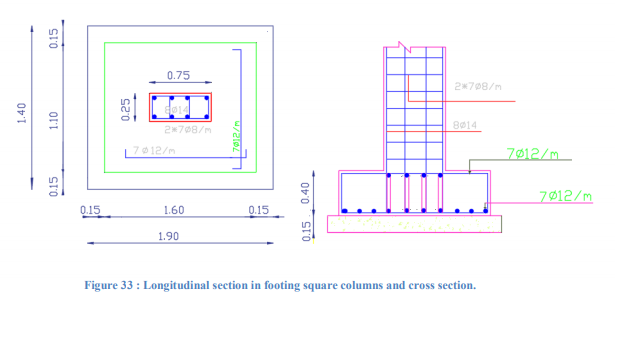 0.15
0.75
1.40
1.10
0.25
8Ø14
2*7Ø8/m
7Ø12/m
7Ø12/m
0.15
0.15
1.60
0.15
1.90
2*7Ø8/m
8Ø14
7Ø12/m
7Ø12/m
0.40
0.15
Figure 33 : Longitudinal section in footing square columns and cross section.